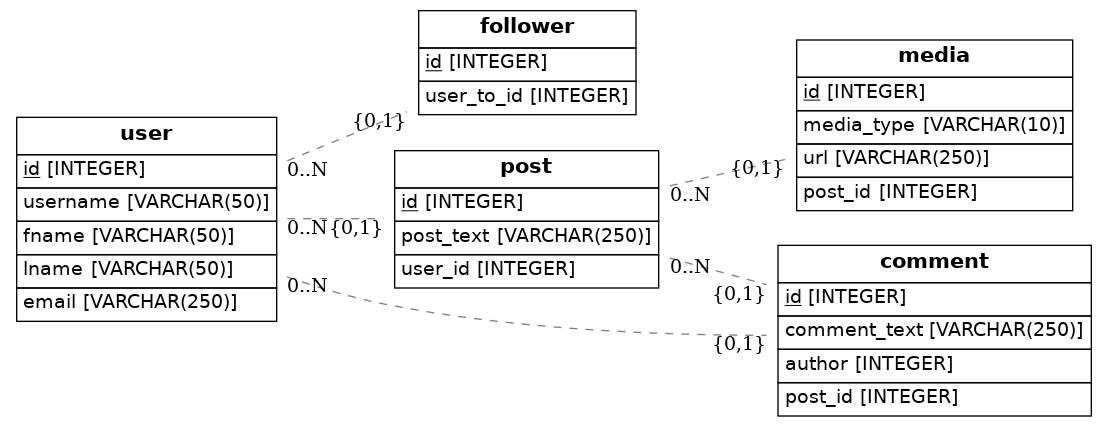 follower
id [INTEGER]
user_to_id [INTEGER]
{0,1}
user
id [INTEGER]
username [VARCHAR(50)]
fname [VARCHAR(50)]
lname [VARCHAR(50)]
email [VARCHAR(250)]
0..N
0..N
{0,1}
0..N
post
id [INTEGER]
post_text [VARCHAR(250)]
user_id [INTEGER]
0..N
{0,1}
0..N
{0,1}
{0,1}
media
id [INTEGER]
media_type [VARCHAR(10)]
url [VARCHAR(250)]
post_id [INTEGER]
comment
id [INTEGER]
comment_text [VARCHAR(250)]
author [INTEGER]
post_id [INTEGER]